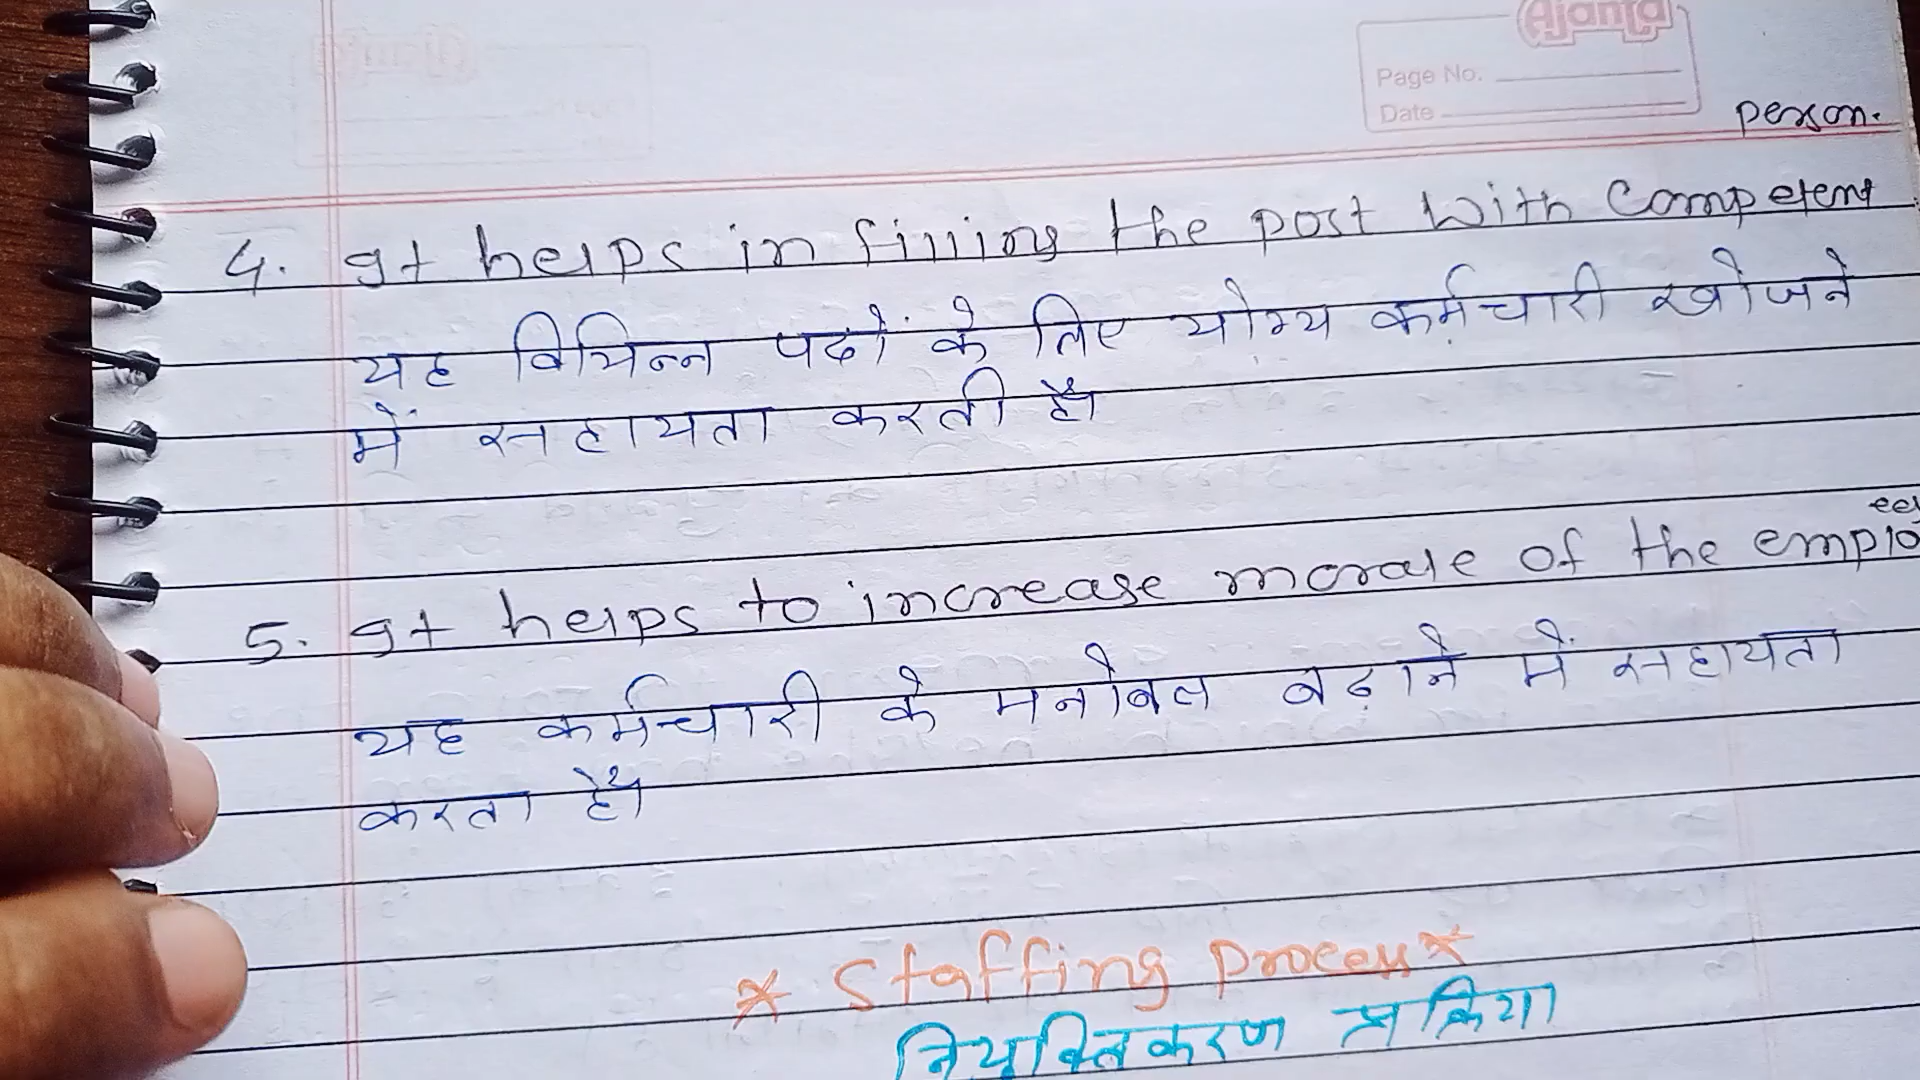 Ajanta
Page No.
Date
person.
4. It helps in filling the post with Competent
यह विभिन्न पदों के लिए योग्य कर्मचारी खोजने
में सहायता करती है।
ees
5. It helps to increase morale of the emplo
यह कर्मचारी के मनोबल बढ़ाने में सहायता
करता है।
* Staffing process *
नियुक्तिकरण प्रक्रिया